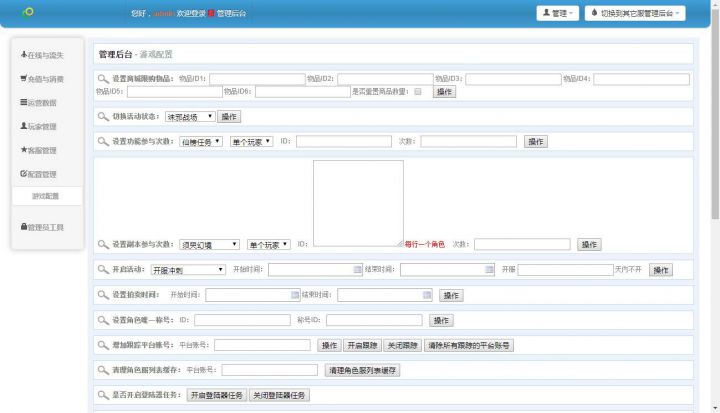 您好，admin 欢迎登录 管理后台
管理
切换到其它服管理后台
在线与流失
充值与消费
运营数据
玩家管理
客服管理
配置管理
游戏配置
管理员工具
管理后台 - 游戏配置
设置商城限购物品： 物品ID1： 物品ID2： 物品ID3： 物品ID4：
物品ID5： 物品ID6： 是否重置商品数量： 操作
切换活动状态： 诛邪战场 操作
设置功能参与次数： 仙榜任务 单个玩家 ID： 次数： 操作
设置副本参与次数： 须弥幻境 单个玩家 ID： 每行一个角色 次数： 操作
开启活动： 开服冲刺 开始时间： 结束时间： 开服 天内不开 操作
设置拍卖时间： 开始时间： 结束时间： 操作
设置角色唯一称号： ID： 称号ID： 操作
增加跟踪平台账号： 平台账号： 操作 开启跟踪 关闭跟踪 清除所有跟踪的平台账号
清理角色服列表缓存： 平台账号： 清理角色服列表缓存
是否开启登陆器任务： 开启登陆器任务 关闭登陆器任务